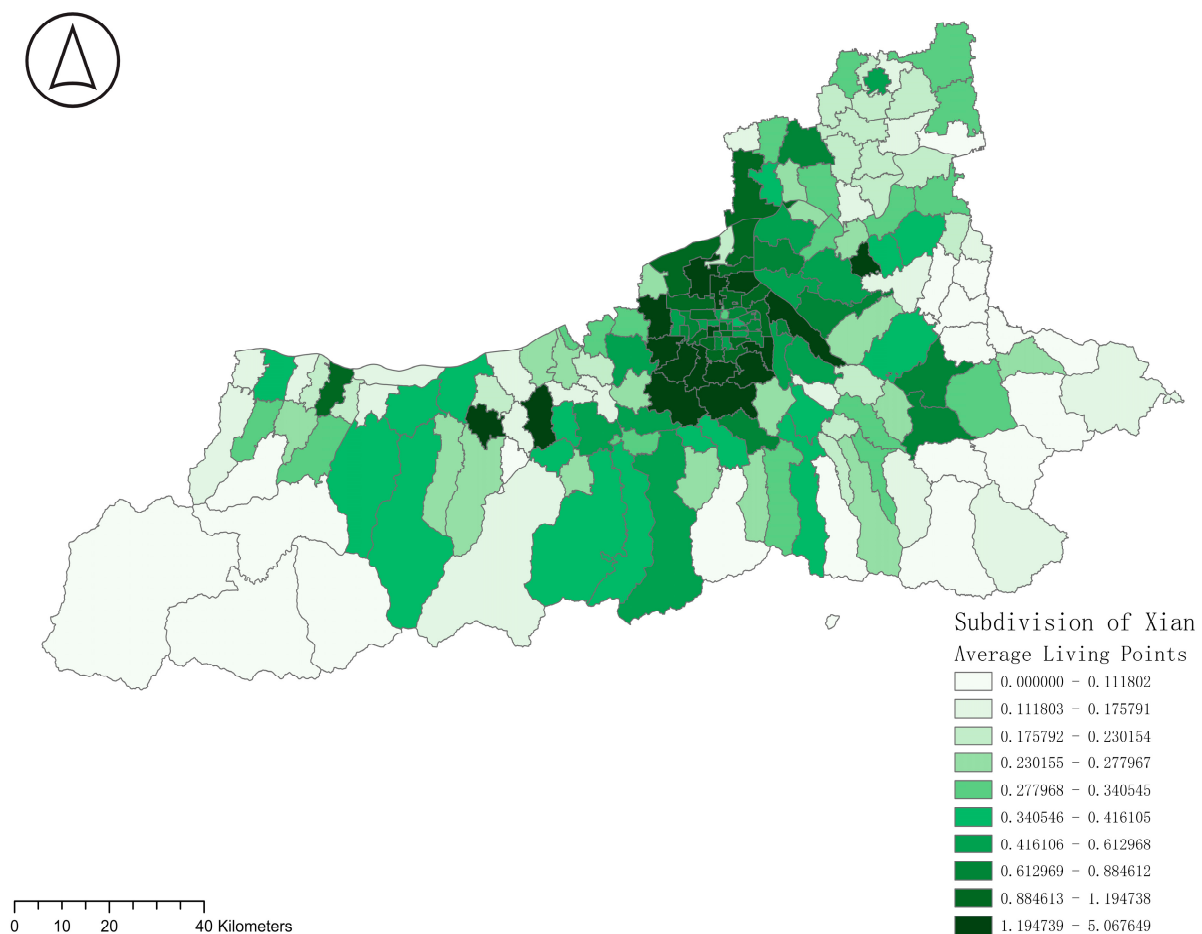 Subdivision of Xian
Average Living Points
0.000000 - 0.111802
0.111803 - 0.175791
0.175792 - 0.230154
0.230155 - 0.277967
0.277968 - 0.340545
0.340546 - 0.416105
0.416106 - 0.612968
0.612969 - 0.884612
0.884613 - 1.194738
1.194739 - 5.067649
0 10 20 40 Kilometers